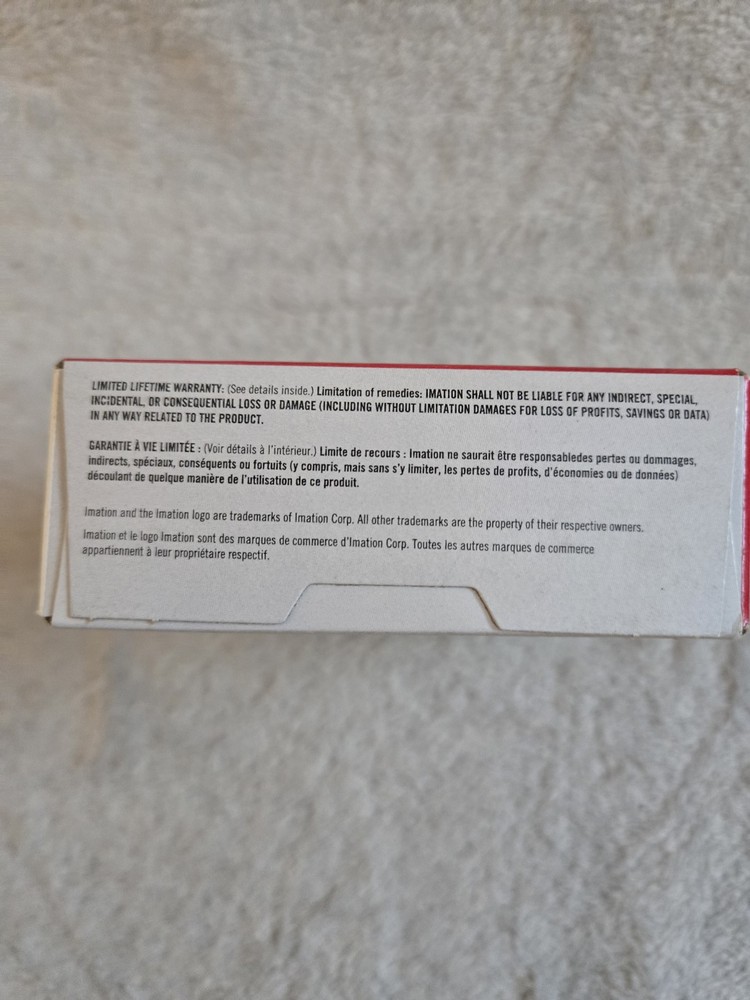 LIMITED LIFETIME WARRANTY: (See details inside.) Limitation of remedies: IMATION SHALL NOT BE LIABLE FOR ANY INDIRECT, SPECIAL,
INCIDENTAL, OR CONSEQUENTIAL LOSS OR DAMAGE (INCLUDING WITHOUT LIMITATION DAMAGES FOR LOSS OF PROFITS, SAVINGS OR DATA)
IN ANY WAY RELATED TO THE PRODUCT.
GARANTIE À VIE LIMITÉE : (Voir détails à l'intérieur.) Limite de recours : Imation ne saurait être responsabledes pertes ou dommages,
indirects, spéciaux, conséquents ou fortuits (y compris, mais sans s'y limiter, les pertes de profits, d'économies ou de données)
découlant de quelque manière de l'utilisation de ce produit.
Imation and the Imation logo are trademarks of Imation Corp. All other trademarks are the property of their respective owners.
Imation et le logo Imation sont des marques de commerce d'Imation Corp. Toutes les autres marques de commerce
appartiennent à leur propriétaire respectif.